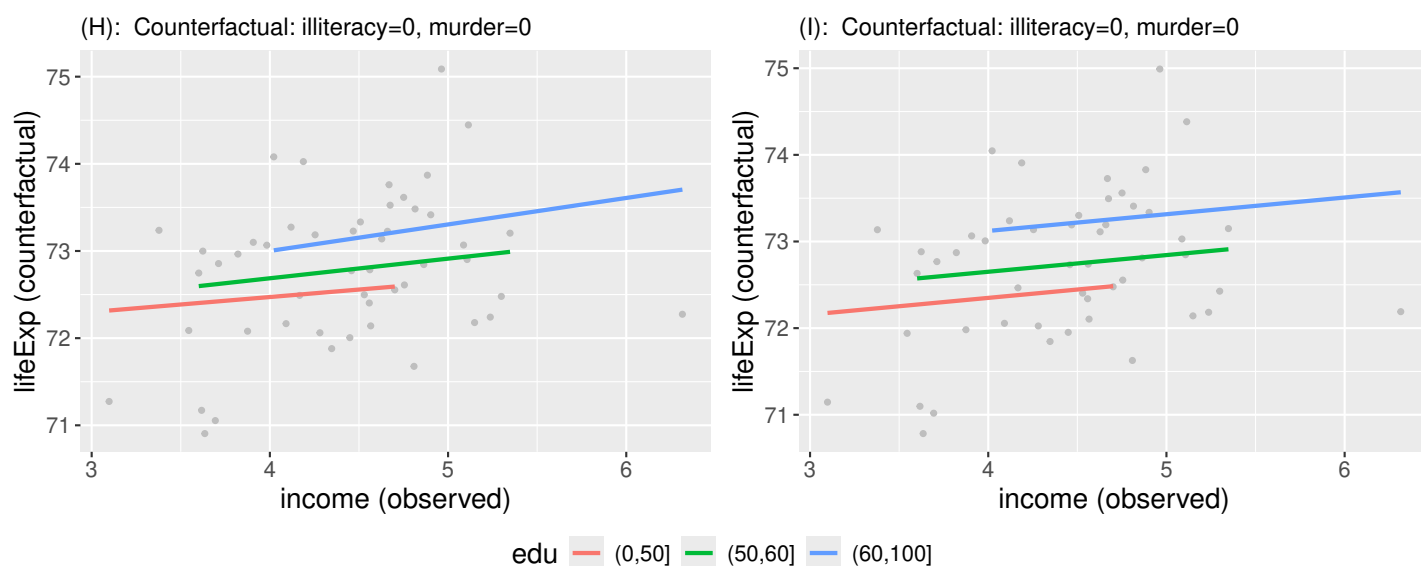 (H):  Counterfactual: illiteracy=0, murder=0
75
74
73
72
71
lifeExp (counterfactual)
3 4 5 6
income (observed)
(I):  Counterfactual: illiteracy=0, murder=0
75
74
73
72
71
lifeExp (counterfactual)
3 4 5 6
income (observed)
edu (0,50] (50,60] (60,100]